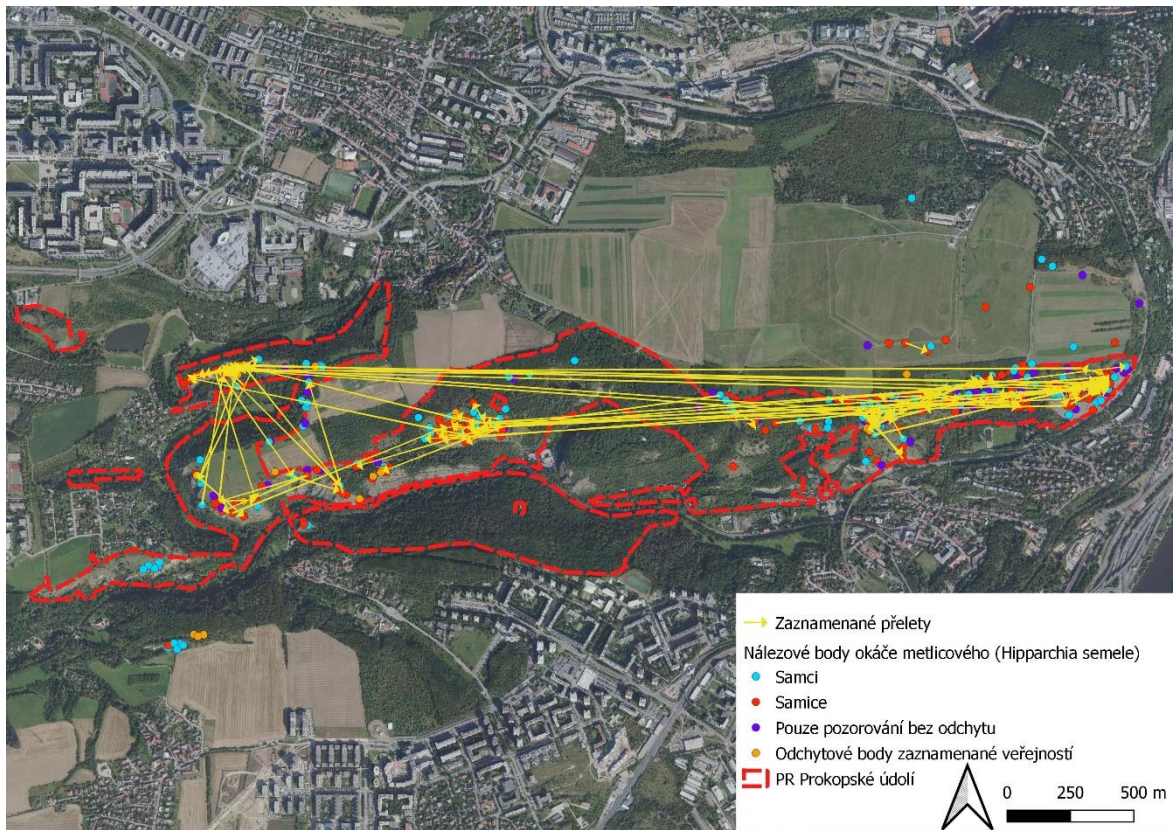 Zaznamenané přelety
Nálezové body okáče metlicového (Hipparchia semele)
Samci
Samice
Pouze pozorování bez odchytu
Odchytové body zaznamenané veřejností
PR Prokopské údolí
0 250 500 m